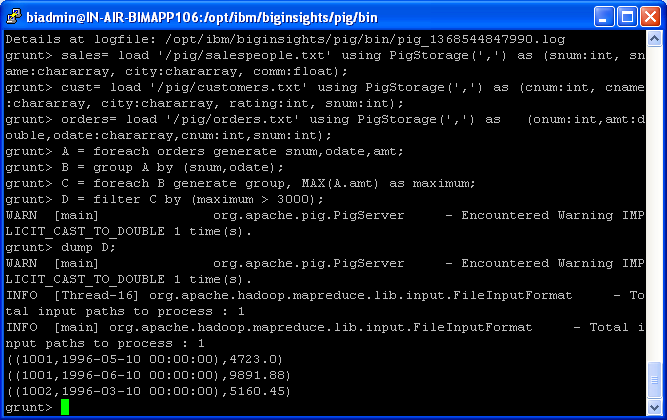 biadmin@IN-AIR-BIMAPP106:/opt/ibm/biginsights/pig/bin
Details at logfile: /opt/ibm/biginsights/pig/bin/pig_1368544847990.log
grunt> sales= load '/pig/salespeople.txt' using PigStorage(',') as (snum:int, sn
ame:chararray, city:chararray, comm:float);
grunt> cust= load '/pig/customers.txt' using PigStorage(',') as (cnum:int, cname
:chararray, city:chararray, rating:int, snum:int);
grunt> orders= load '/pig/orders.txt' using PigStorage(',') as   (onum:int,amt:d
ouble,odate:chararray,cnum:int,snum:int);
grunt> A = foreach orders generate snum,odate,amt;
grunt> B = group A by (snum,odate);
grunt> C = foreach B generate group, MAX(A.amt) as maximum;
grunt> D = filter C by (maximum > 3000);
WARN  [main]              org.apache.pig.PigServer     - Encountered Warning IMP
LICIT_CAST_TO_DOUBLE 1 time(s).
grunt> dump D;
WARN  [main]              org.apache.pig.PigServer     - Encountered Warning IMP
LICIT_CAST_TO_DOUBLE 1 time(s).
INFO  [Thread-16] org.apache.hadoop.mapreduce.lib.input.FileInputFormat    - To
tal input paths to process : 1
INFO  [main] org.apache.hadoop.mapreduce.lib.input.FileInputFormat     - Total i
nput paths to process : 1
((1001,1996-05-10 00:00:00),4723.0)
((1001,1996-06-10 00:00:00),9891.88)
((1002,1996-03-10 00:00:00),5160.45)
grunt>